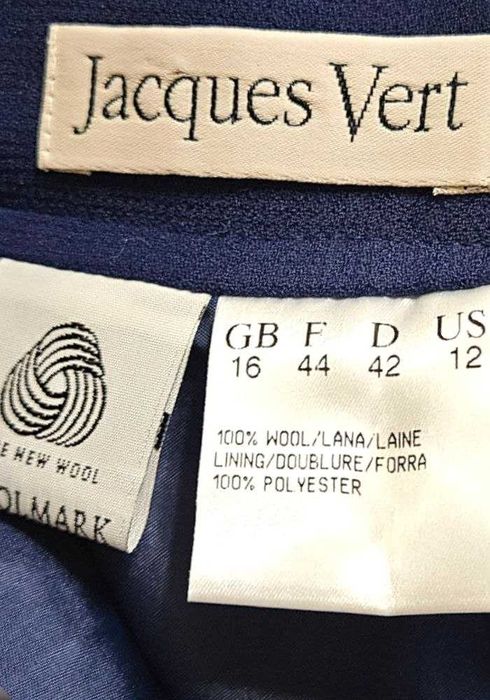 Jacques Vert
GB F D US
16 44 42 12
100% WOOL/LANA/LAINE
LINING/DOUBLURE/FORRA
100% POLYESTER
NEW WOOL
OLMARK